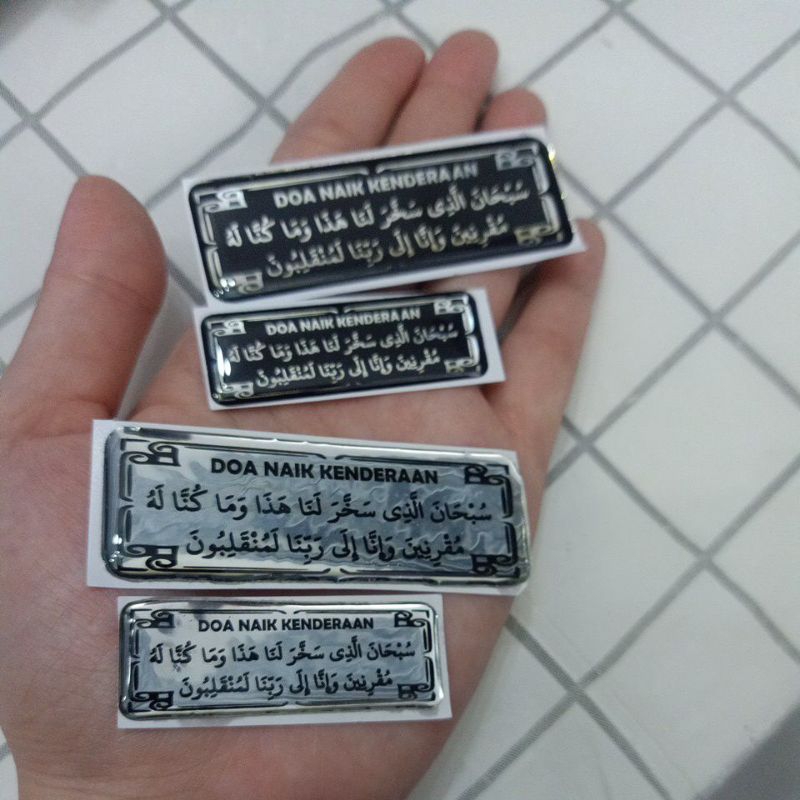 DOA NAIK KENDERAAN
سُبْحَانَ الَّذِى سَخَّرَ لَنَا هَذَا وَمَا كُنَّا لَهُ
مُقْرِنِينَ وَإِنَّا إِلَى رَبِّنَا لَمُنْقَلِبُونَ
DOA NAIK KENDERAAN
سُبْحَانَ الَّذِى سَخَّرَ لَنَا هَذَا وَمَا كُنَّا لَهُ
مُقْرِنِينَ وَإِنَّا إِلَى رَبِّنَا لَمُنْقَلِبُونَ
DOA NAIK KENDERAAN
سُبْحَانَ الَّذِى سَخَّرَ لَنَا هَذَا وَمَا كُنَّا لَهُ
مُقْرِنِينَ وَإِنَّا إِلَى رَبِّنَا لَمُنْقَلِبُونَ
DOA NAIK KENDERAAN
سُبْحَانَ الَّذِى سَخَّرَ لَنَا هَذَا وَمَا كُنَّا لَهُ
مُقْرِنِينَ وَإِنَّا إِلَى رَبِّنَا لَمُنْقَلِبُونَ